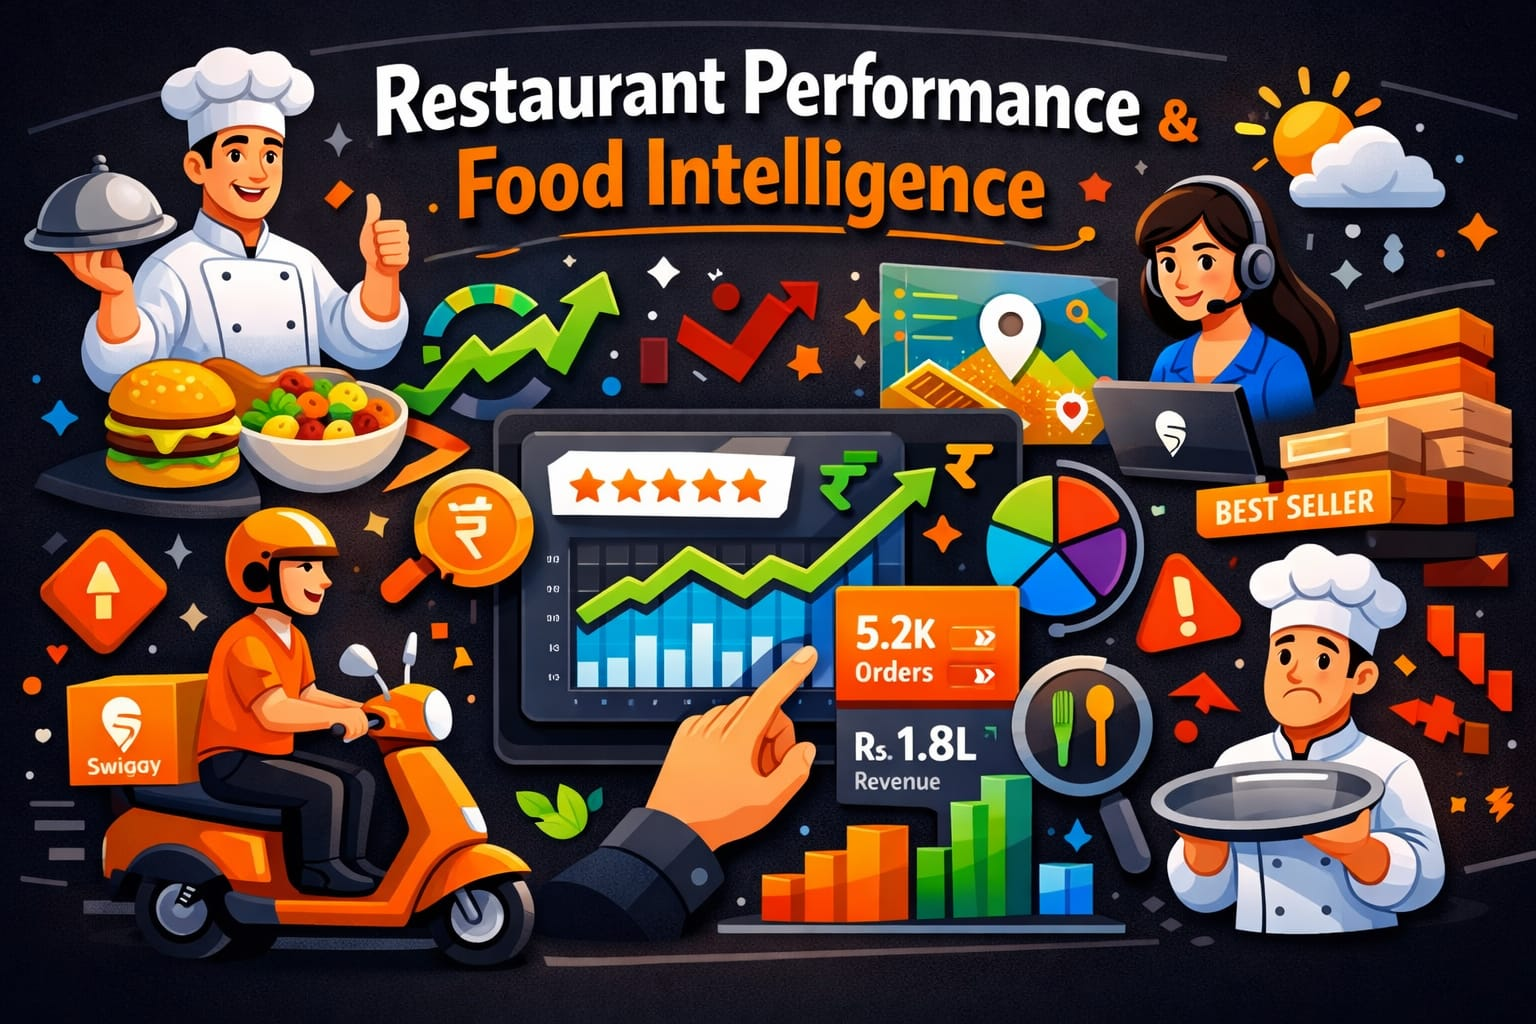 Restaurant Performance &
Food Intelligence
₹
₹
₹
BEST SELLER
5.2K
Orders
Rs. 1.8L
Revenue
Swigay